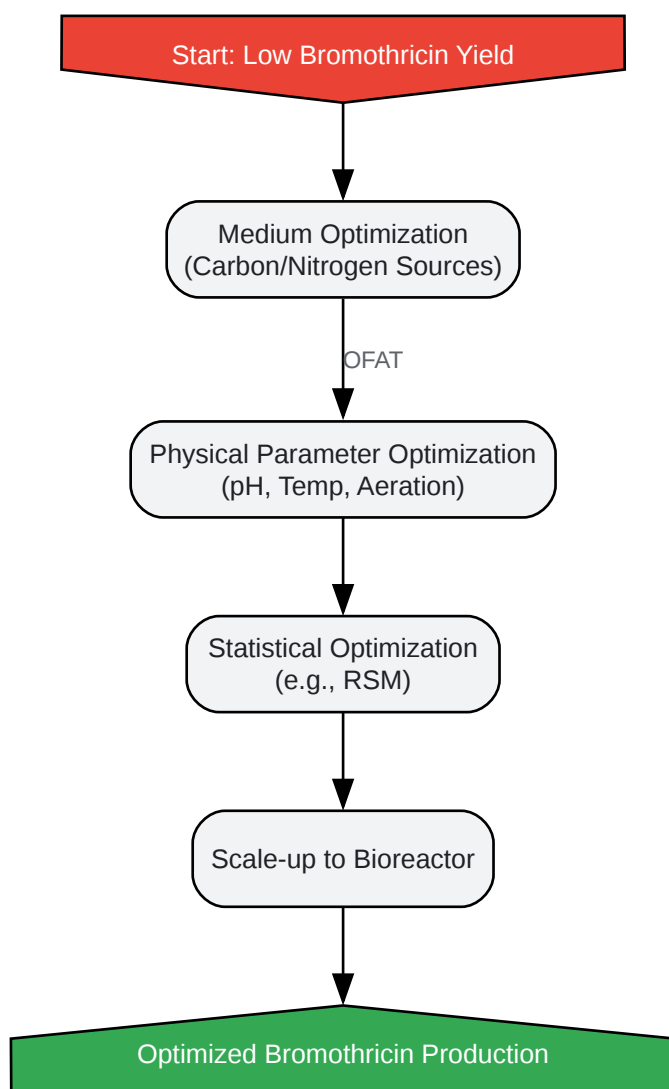 Start: Low Bromothricin Yield
Medium Optimization
(Carbon/Nitrogen Sources)
OFAT
Physical Parameter Optimization
(pH, Temp, Aeration)
Statistical Optimization
(e.g., RSM)
Scale-up to Bioreactor
Optimized Bromothricin Production